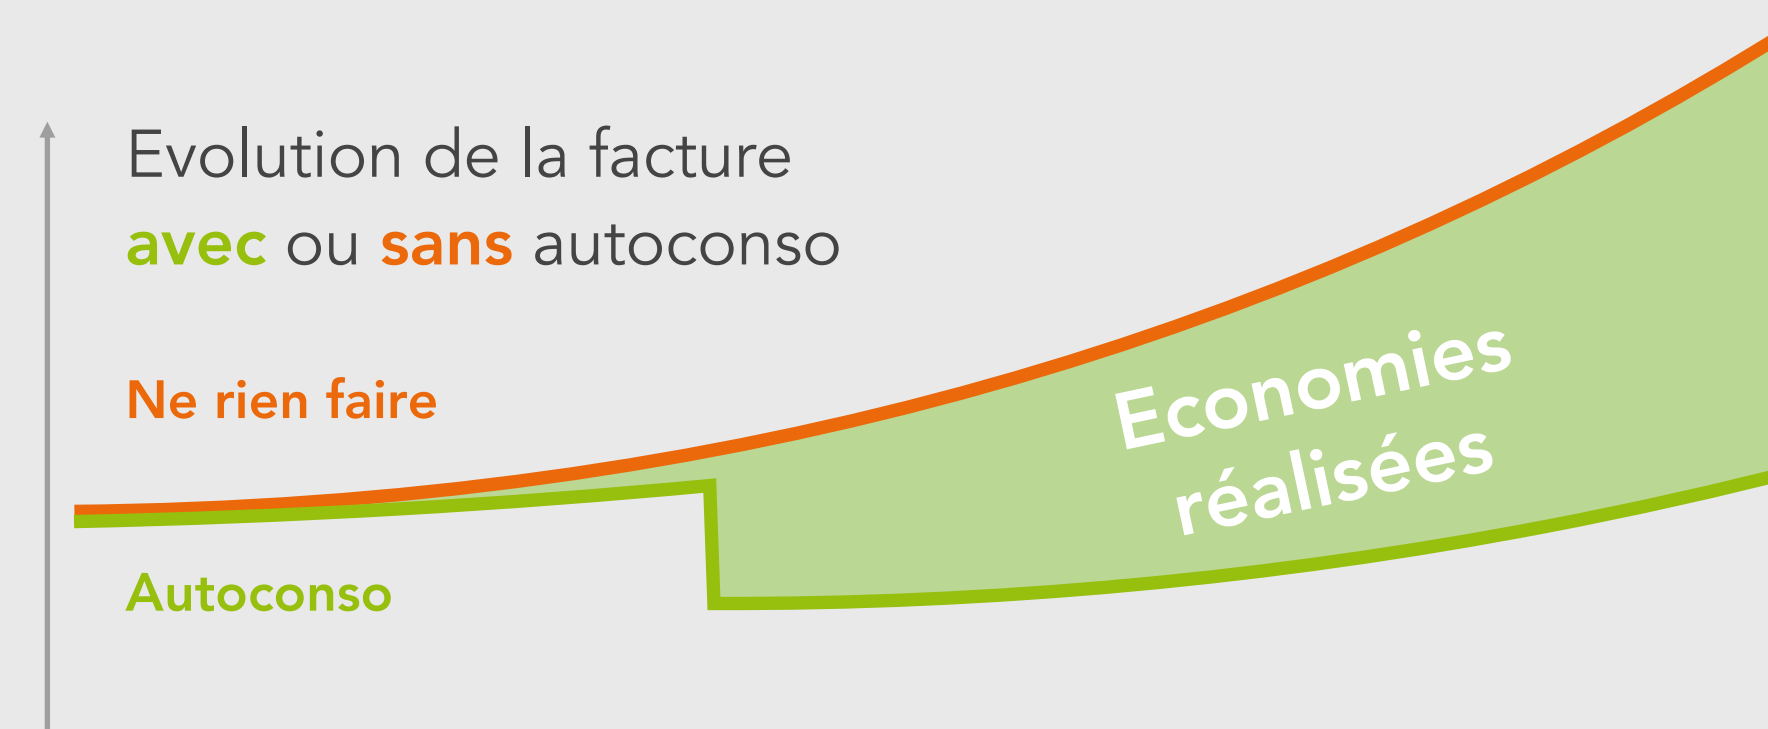 Evolution de la facture
avec ou sans autoconso
Ne rien faire
Economies
réalisées
Autoconso